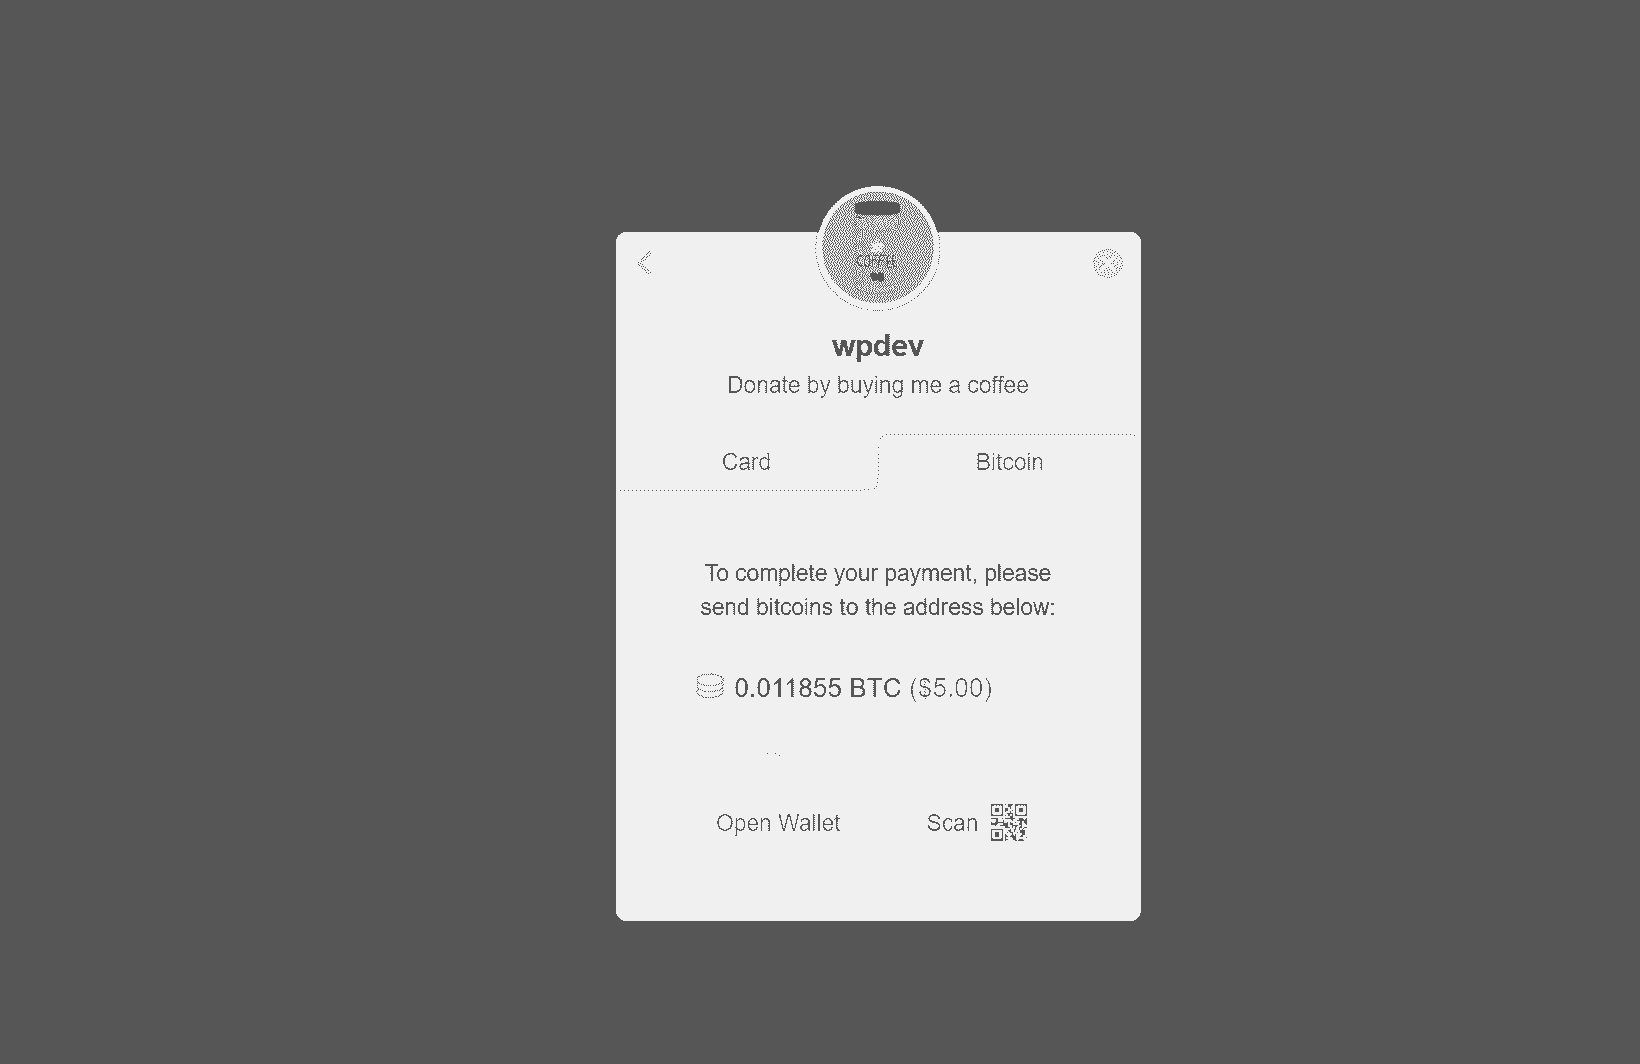 COFFEE
wpdev
Donate by buying me a coffee
Card
Bitcoin
To complete your payment, please
send bitcoins to the address below:
0.011855 BTC ($5.00)
Open Wallet
Scan